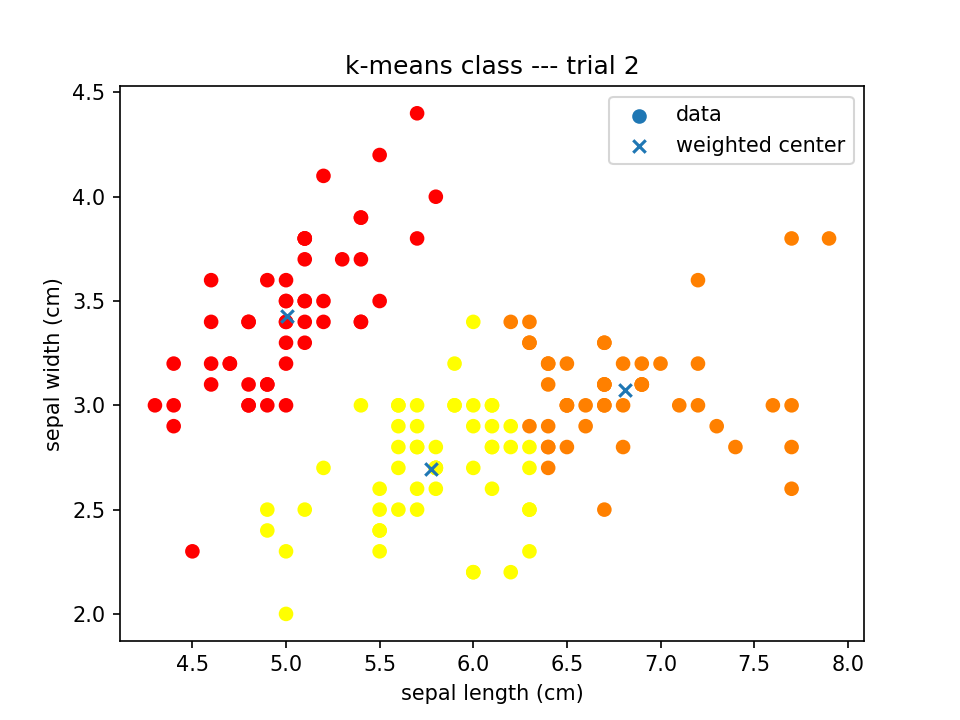 k-means class --- trial 2
data
weighted center
4.5
4.0
3.5
3.0
2.5
2.0
sepal width (cm)
4.5 5.0 5.5 6.0 6.5 7.0 7.5 8.0
sepal length (cm)